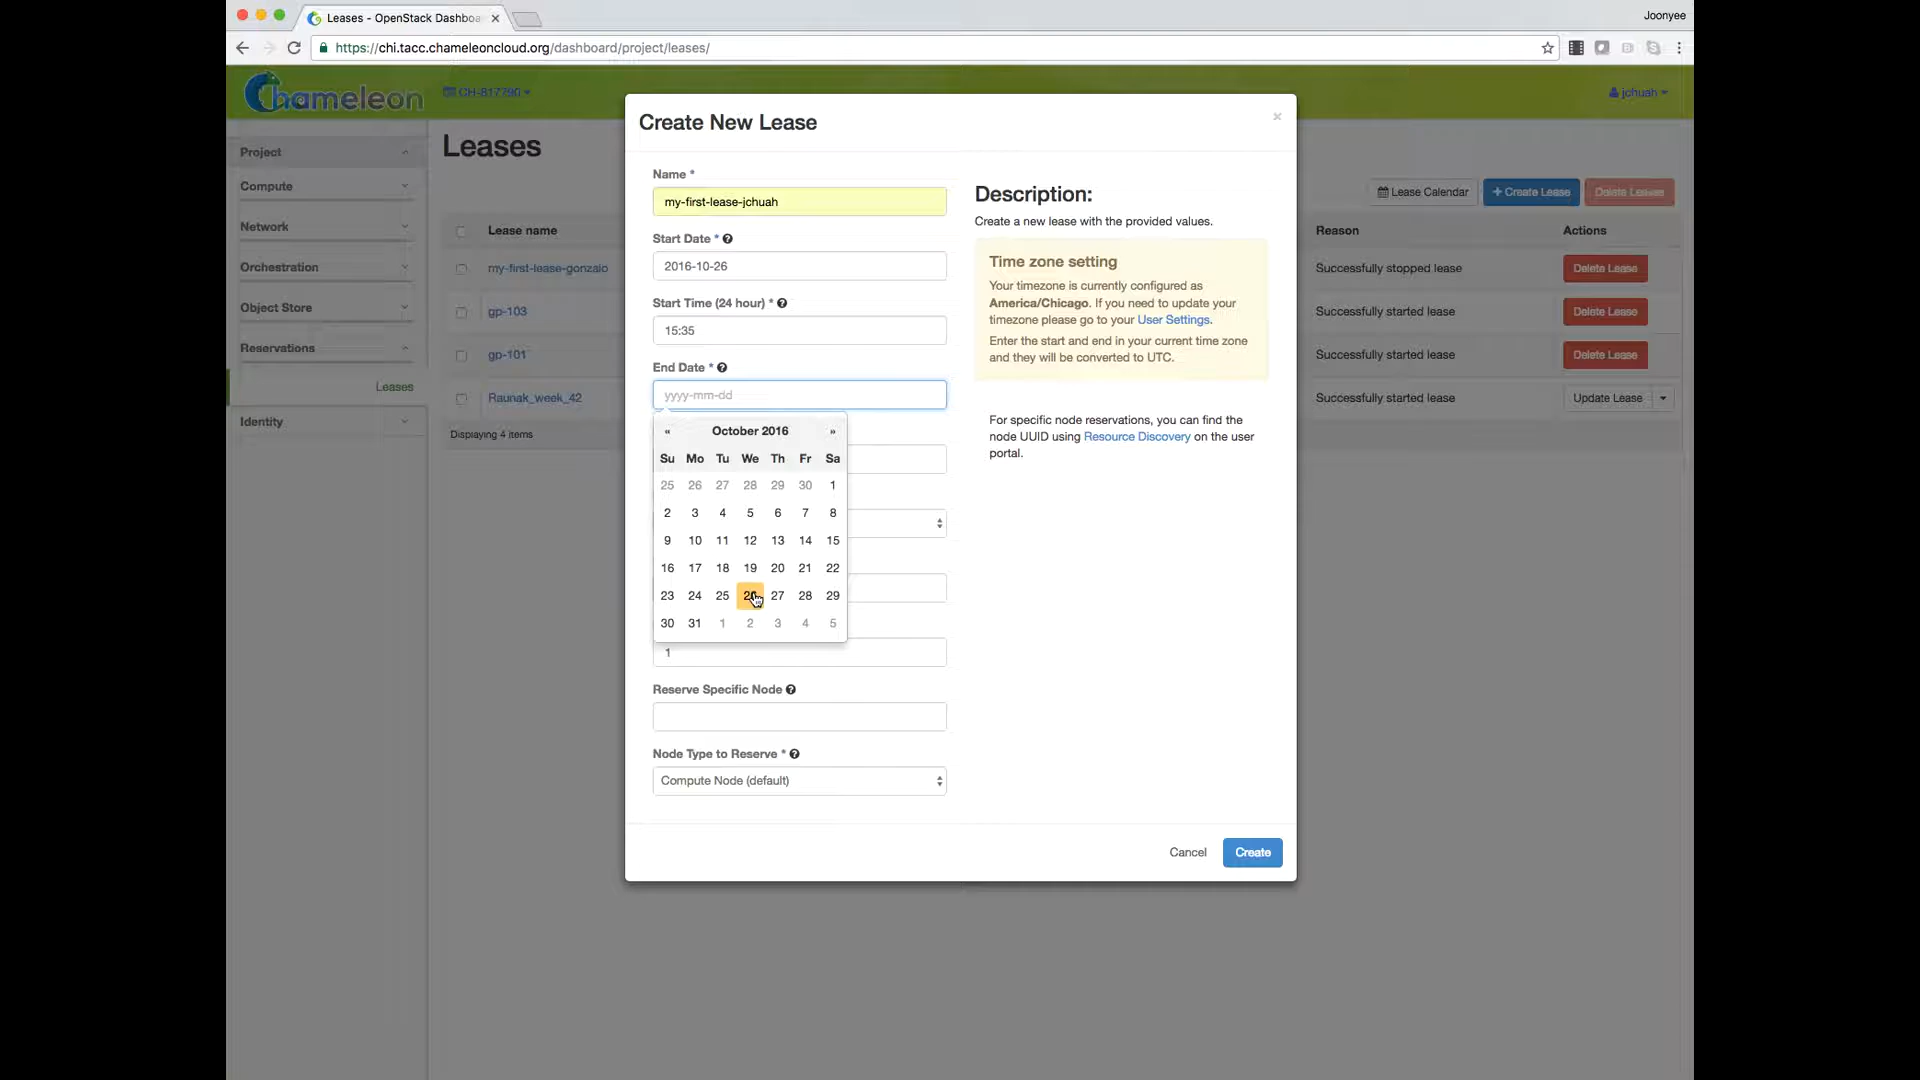 Leases - OpenStack Dashboa
Joonyee
https://chi.tacc.chameleoncloud.org/dashboard/project/leases/
Chameleon
CH-817790
jchuah
Project
Compute
Network
Orchestration
Object Store
Reservations
Leases
Identity
Leases
Lease Calendar
+ Create Lease
Delete Leases
Lease name
Reason
Actions
my-first-lease-gonzalo
Successfully stopped lease
Delete Lease
gp-103
Successfully started lease
Delete Lease
gp-101
Successfully started lease
Delete Lease
Raunak_week_42
Successfully started lease
Update Lease
Displaying 4 items
Create New Lease
×
Name *
my-first-lease-jchuah
Start Date *
2016-10-26
Start Time (24 hour) *
15:35
End Date *
yyyy-mm-dd
« October 2016 »
Su Mo Tu We Th Fr Sa
25 26 27 28 29 30 1
2 3 4 5 6 7 8
9 10 11 12 13 14 15
16 17 18 19 20 21 22
23 24 25 26 27 28 29
30 31 1 2 3 4 5
1
Reserve Specific Node
Node Type to Reserve *
Compute Node (default)
Description:
Create a new lease with the provided values.
Time zone setting
Your timezone is currently configured as
America/Chicago. If you need to update your
timezone please go to your User Settings.
Enter the start and end in your current time zone
and they will be converted to UTC.
For specific node reservations, you can find the
node UUID using Resource Discovery on the user
portal.
Cancel
Create